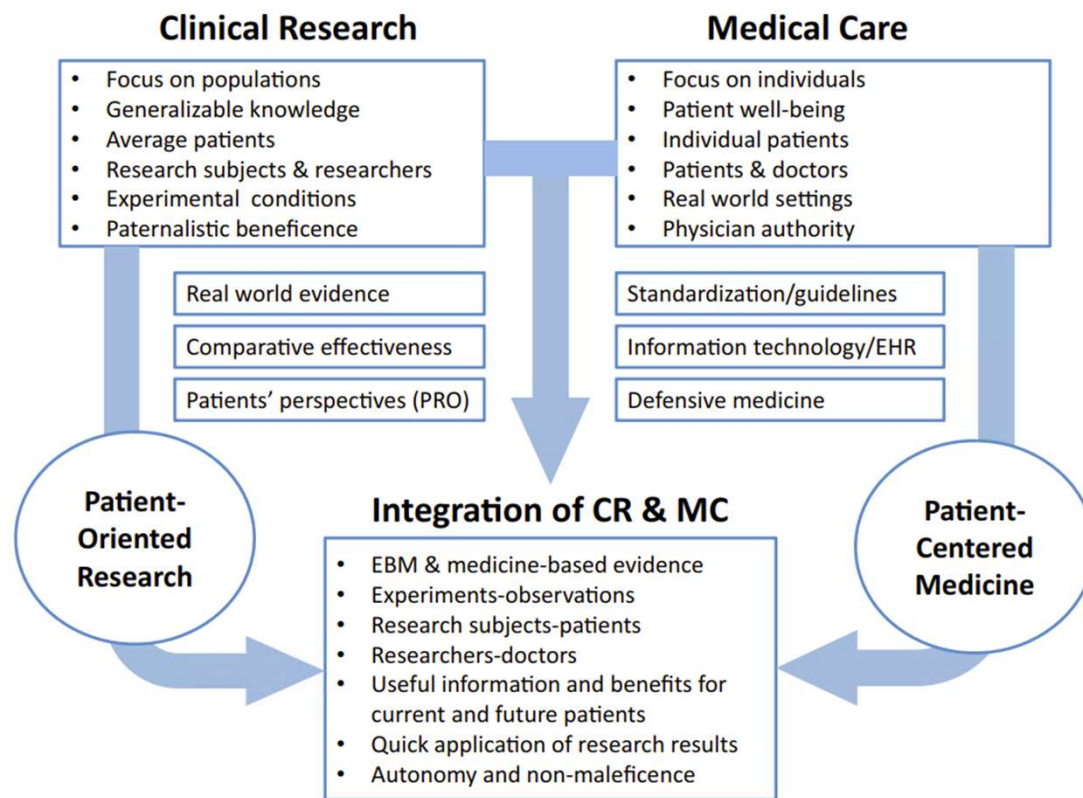 Clinical Research
• Focus on populations
• Generalizable knowledge
• Average patients
• Research subjects & researchers
• Experimental conditions
• Paternalistic beneficence
Medical Care
• Focus on individuals
• Patient well-being
• Individual patients
• Patients & doctors
• Real world settings
• Physician authority
Real world evidence
Comparative effectiveness
Patients' perspectives (PRO)
Standardization/guidelines
Information technology/EHR
Defensive medicine
Patient-
Oriented
Research
Integration of CR & MC
• EBM & medicine-based evidence
• Experiments-observations
• Research subjects-patients
• Researchers-doctors
• Useful information and benefits for
current and future patients
• Quick application of research results
• Autonomy and non-maleficence
Patient-
Centered
Medicine